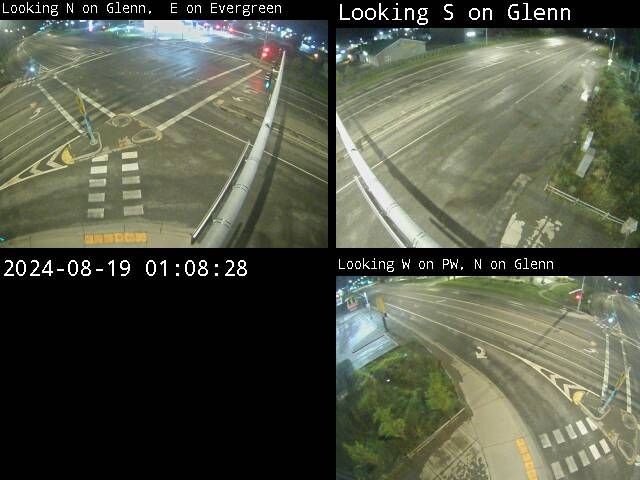 Looking N on Glenn,  E on Evergreen
Looking S on Glenn
2024-08-19 01:08:28
Looking W on PW, N on Glenn